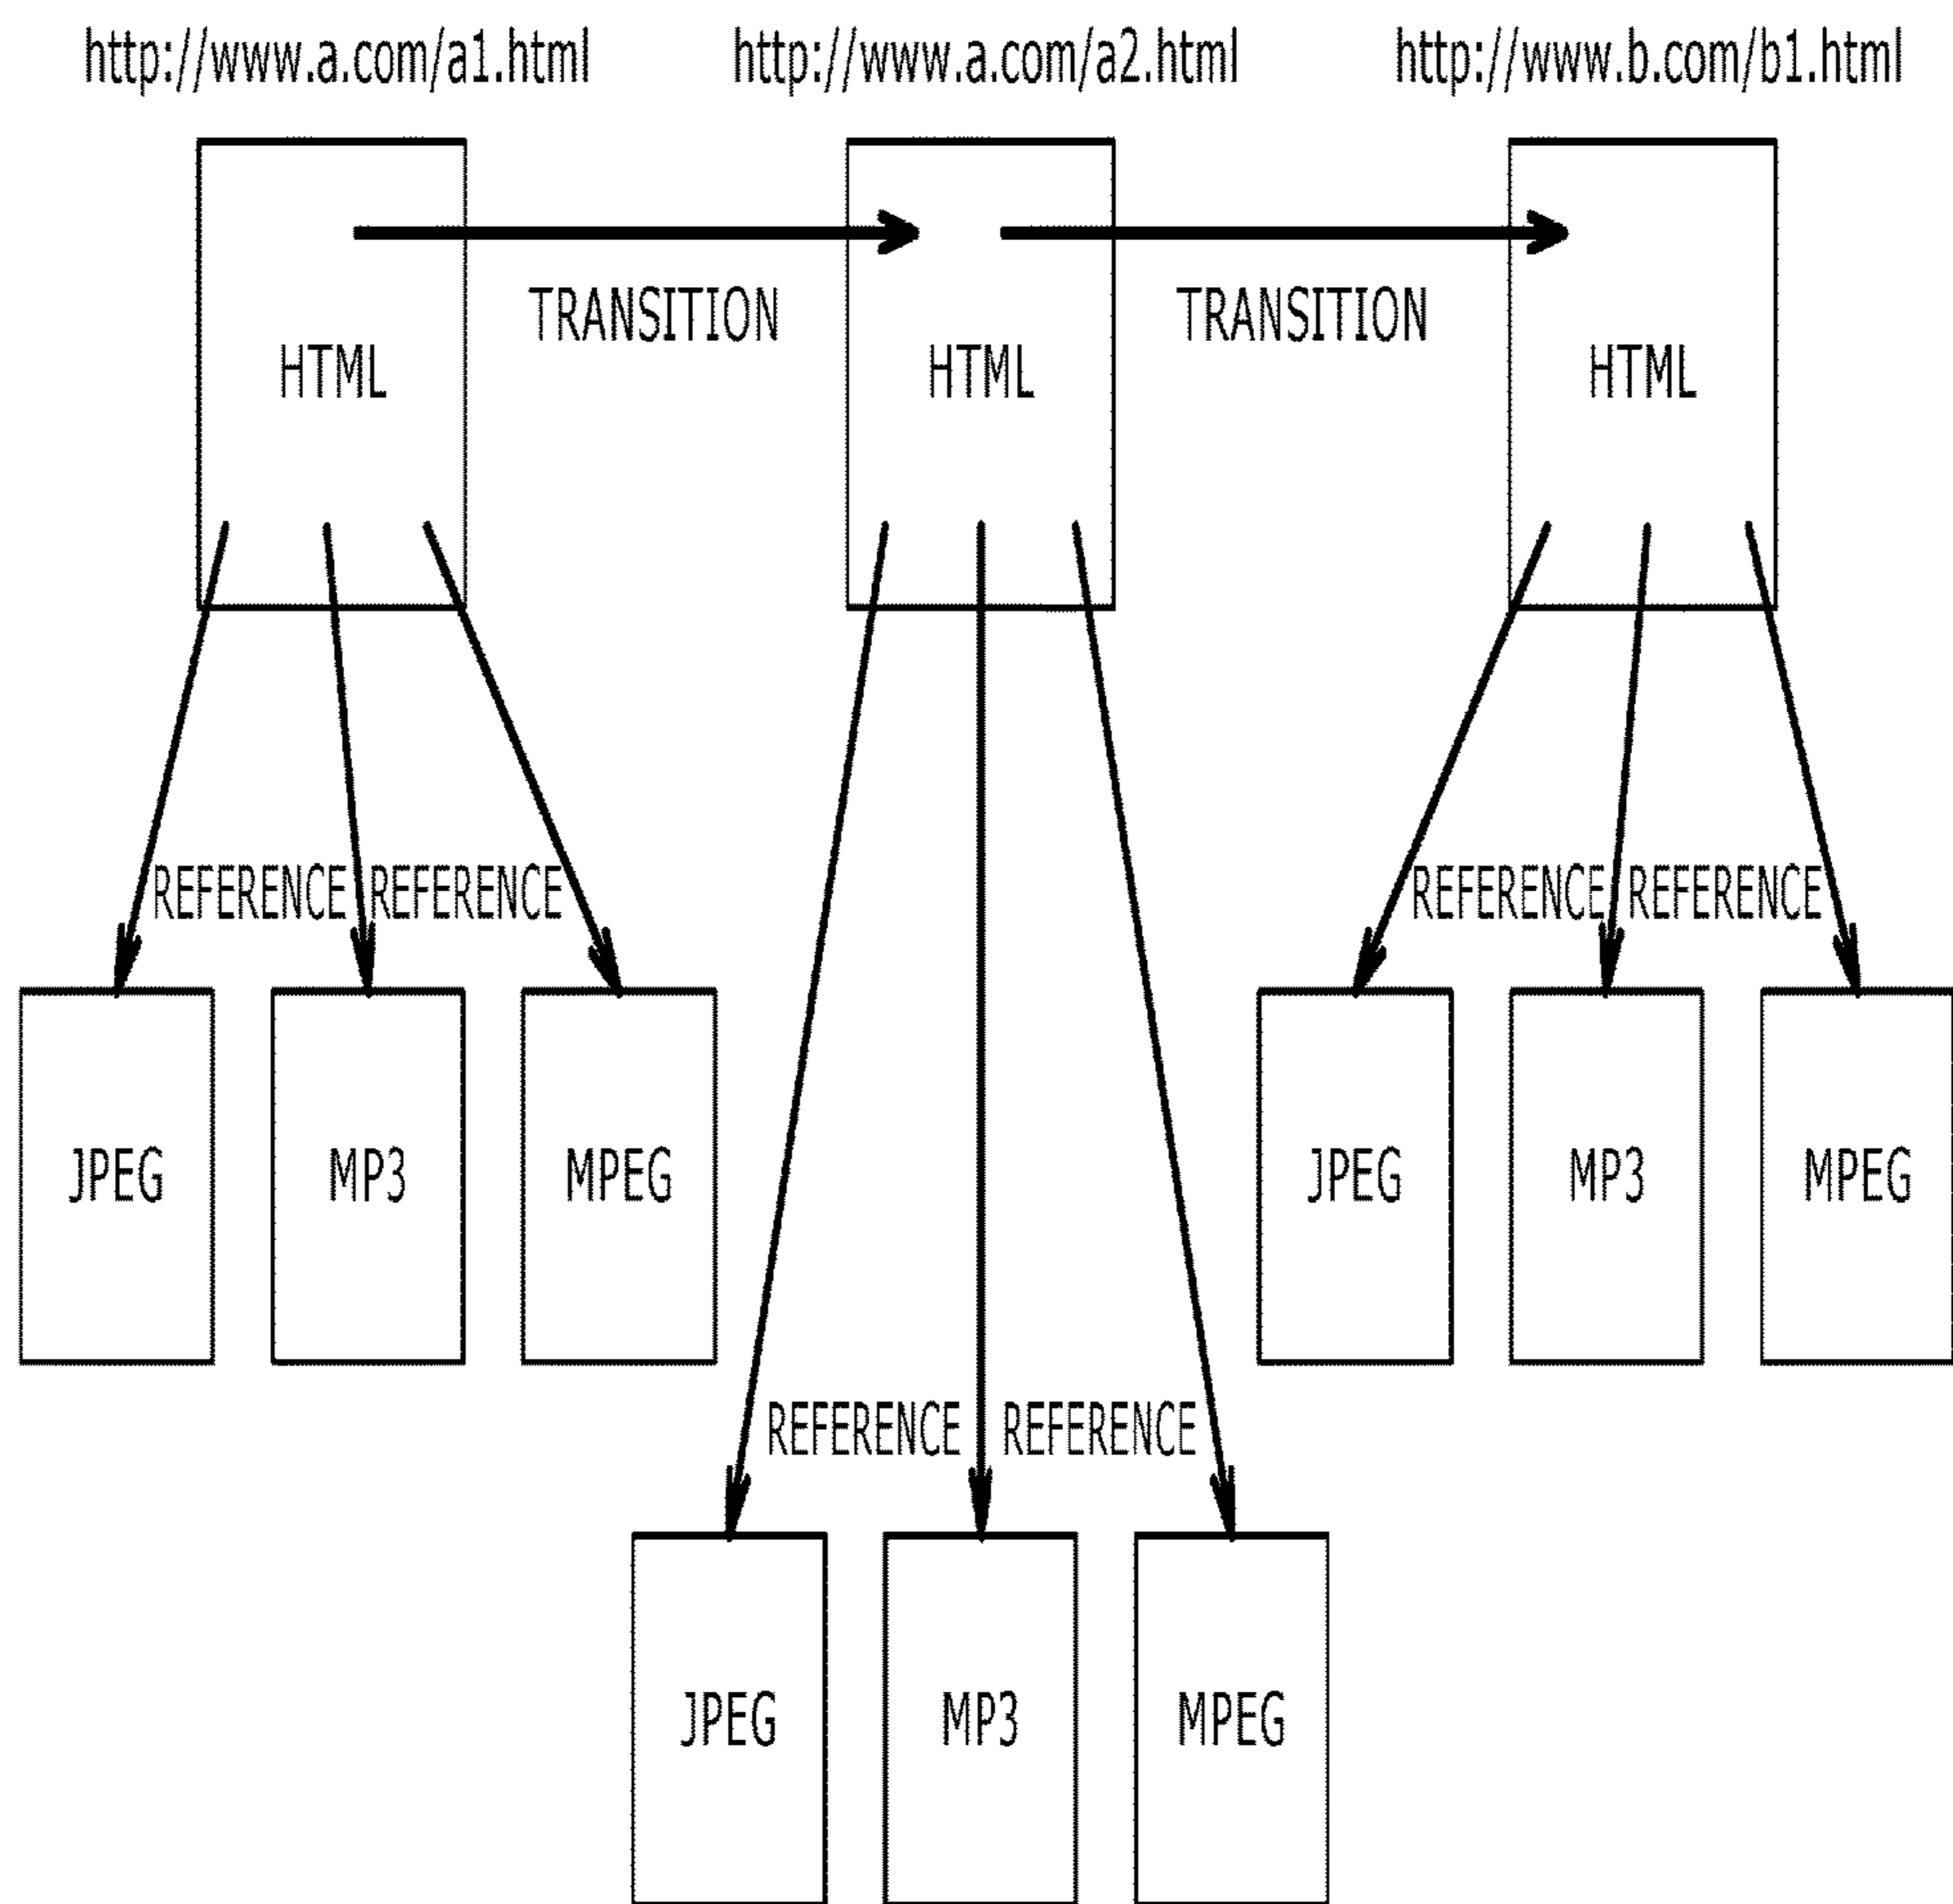 http://www.a.com/a1.html http://www.a.com/a2.html http://www.b.com/b1.html
TRANSITION TRANSITION
HTML HTML HTML
REFERENCE REFERENCE REFERENCE REFERENCE
JPEG MP3 MPEG JPEG MP3 MPEG
REFERENCE REFERENCE
JPEG MP3 MPEG